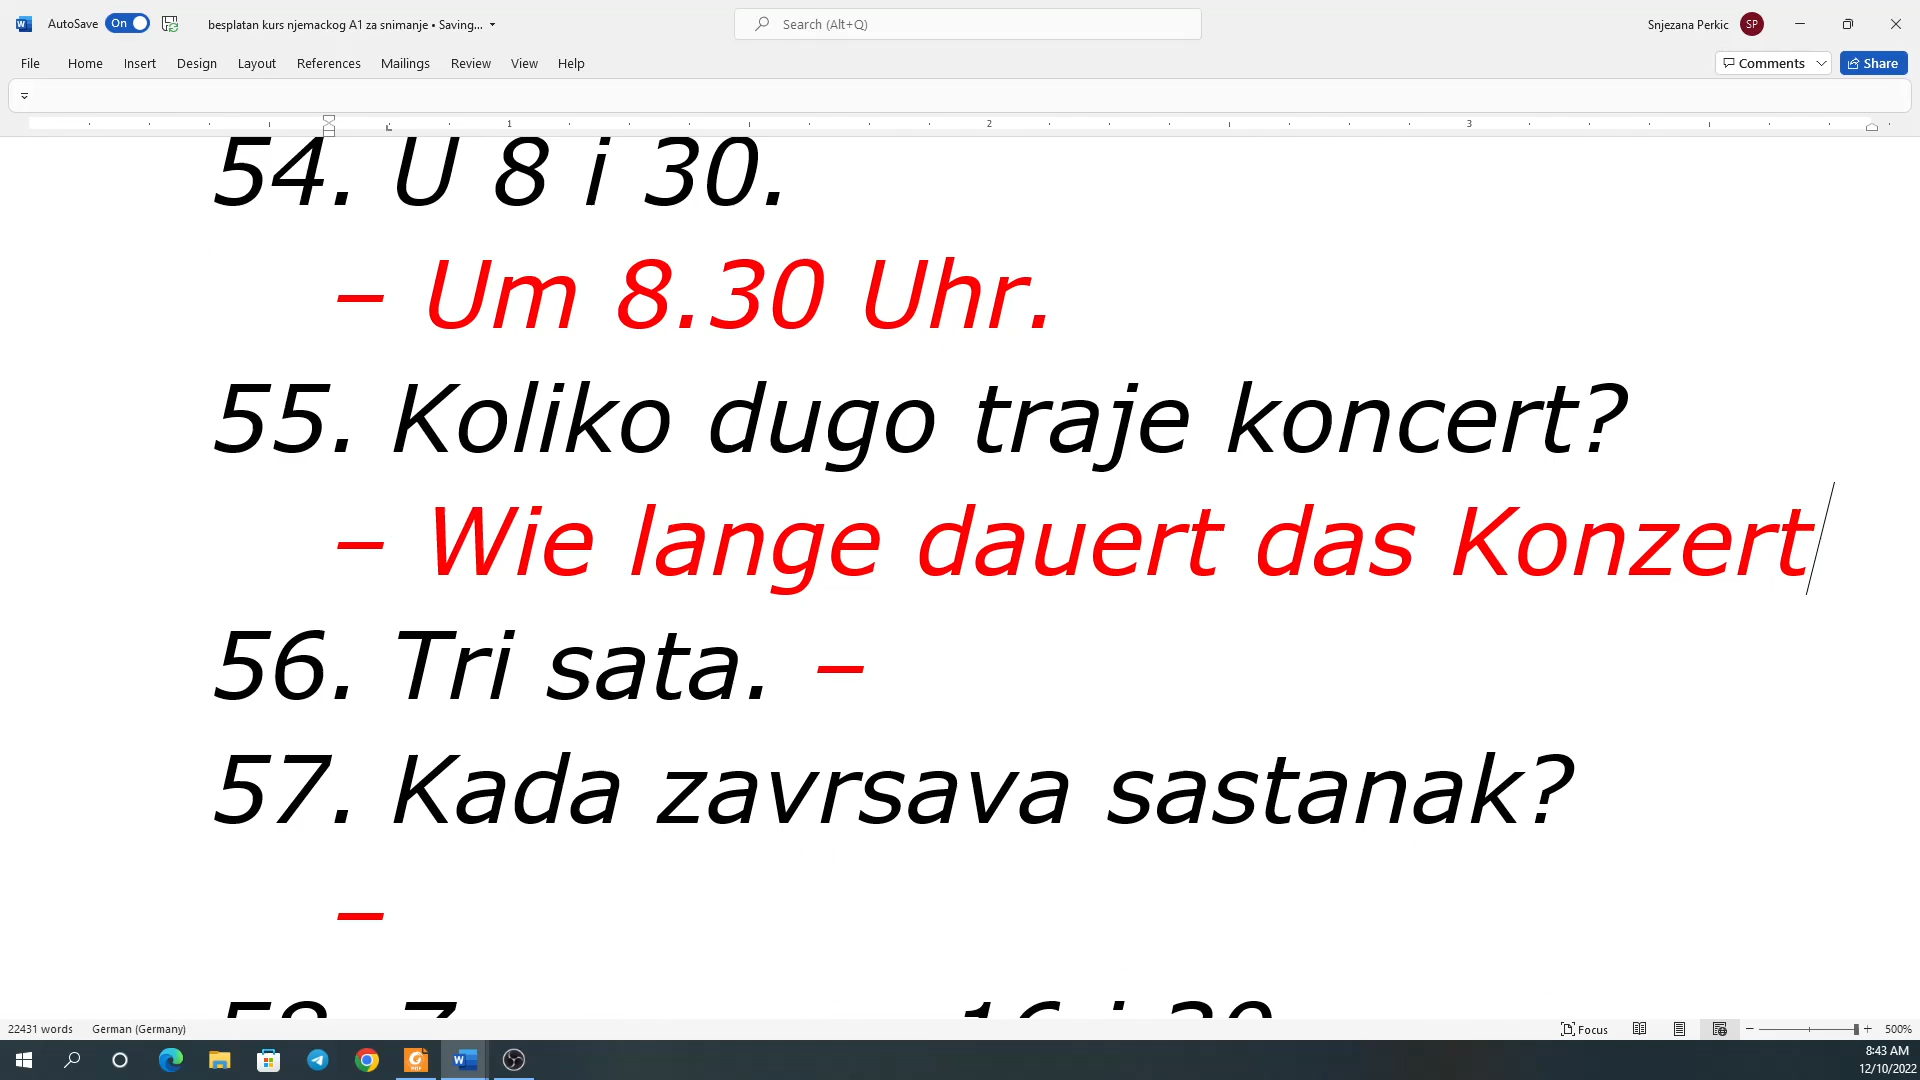 AutoSave On besplatan kurs njemackog A1 za snimanje • Saving... Search (Alt+Q) Snjezana Perkic SP
File Home Insert Design Layout References Mailings Review View Help Comments Share
1 2 3
54. U 8 i 30.
– Um 8.30 Uhr.
55. Koliko dugo traje koncert?
– Wie lange dauert das Konzert
56. Tri sata. –
57. Kada zavrsava sastanak?
–
22431 words German (Germany) Focus 500%
8:43 AM
12/10/2022